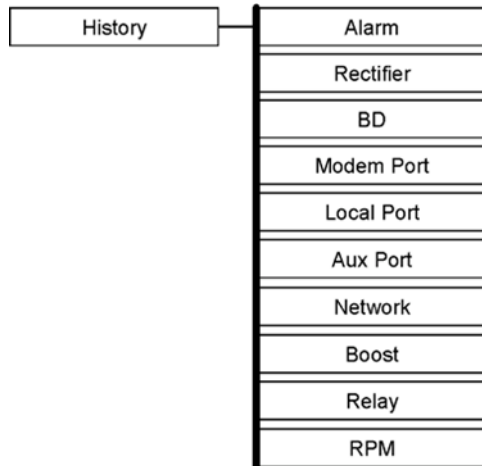 History
Alarm
Rectifier
BD
Modem Port
Local Port
Aux Port
Network
Boost
Relay
RPM